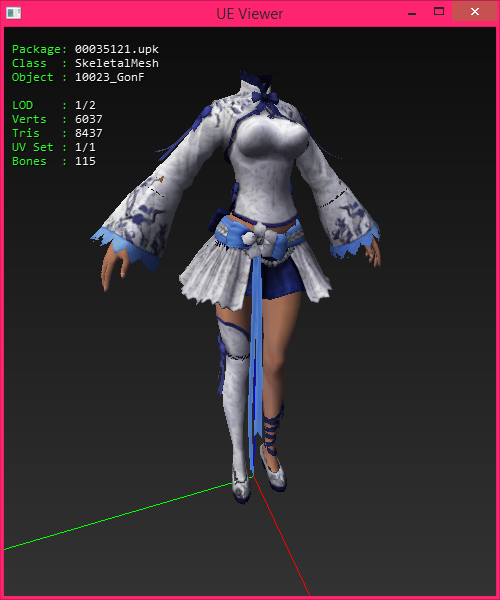 UE Viewer
Package: 00035121.upk
Class : SkeletalMesh
Object : 10023_GonF
LOD : 1/2
Verts : 6037
Tris : 8437
UV Set : 1/1
Bones : 115